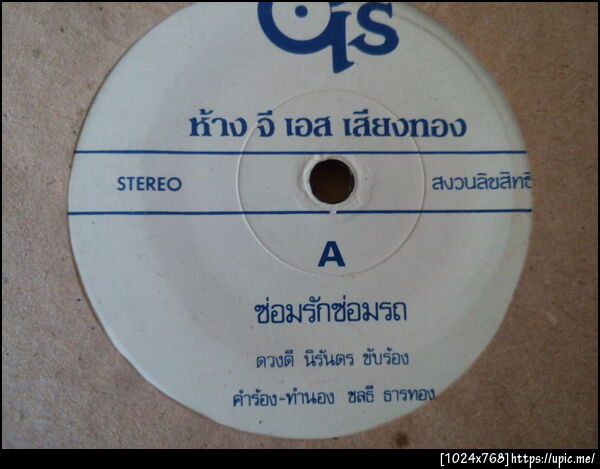 GS
ห้าง จี เอส เสียงทอง
STEREO สงวนลิขสิทธิ
A
ซ่อมรักซ่อมรถ
ดวงดี นิรันดร ขับร้อง
คำร้อง-ทำนอง ชลธี ธารทอง
[1024x768]https://upic.me/